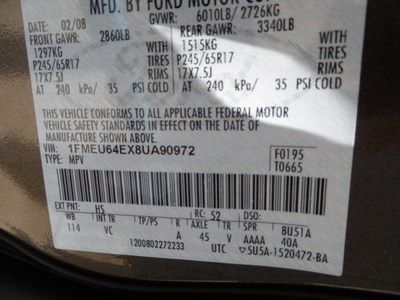 MFD. BY FORD MOTOR CO
02/08 GVWR: 6010LB/ 2726KG
FRONT GAWR: 2860LB REAR GAWR: 3340LB
1297KG WITH 1515KG WITH
P245/65R17 TIRES P245/65R17 TIRES
17X7.5J RIMS 17X7.5J RIMS
AT 240 kPa/ 35 PSI COLD AT 240 kPa/ 35 PSI COLD
THIS VEHICLE CONFORMS TO ALL APPLICABLE FEDERAL MOTOR
VEHICLE SAFETY STANDARDS IN EFFECT ON THE DATE OF
MANUFACTURE SHOWN ABOVE.
VIN: 1FMEU64EX8UA90972 F0195
TYPE: MPV T0665
EXT PNT: HS RC: 52 DSO:
WB INT TR TP/PS R AXLE TR SPR 8U51A
114 VC A 45 V AAAA 40A
1200802272233 UTC 5U5A-1520472-BA